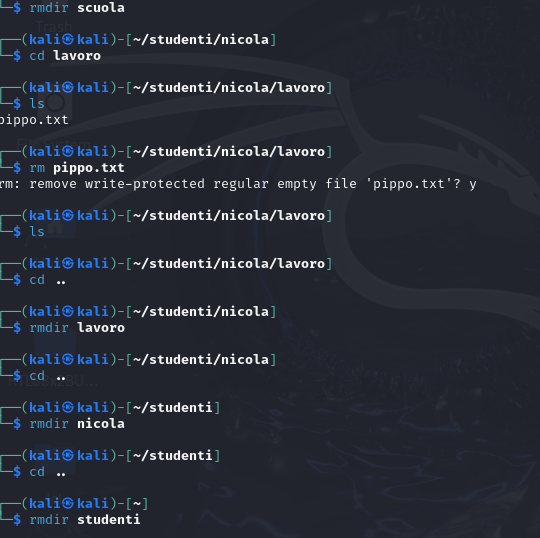 └─$ rmdir scuola
┌──(kali㉿kali)-[~/studenti/nicola]
└─$ cd lavoro
┌──(kali㉿kali)-[~/studenti/nicola/lavoro]
└─$ ls
pippo.txt
┌──(kali㉿kali)-[~/studenti/nicola/lavoro]
└─$ rm pippo.txt
rm: remove write-protected regular empty file 'pippo.txt'? y
┌──(kali㉿kali)-[~/studenti/nicola/lavoro]
└─$ ls
┌──(kali㉿kali)-[~/studenti/nicola/lavoro]
└─$ cd ..
┌──(kali㉿kali)-[~/studenti/nicola]
└─$ rmdir lavoro
┌──(kali㉿kali)-[~/studenti/nicola]
└─$ cd ..
┌──(kali㉿kali)-[~/studenti]
└─$ rmdir nicola
┌──(kali㉿kali)-[~/studenti]
└─$ cd ..
┌──(kali㉿kali)-[~]
└─$ rmdir studenti
Trash